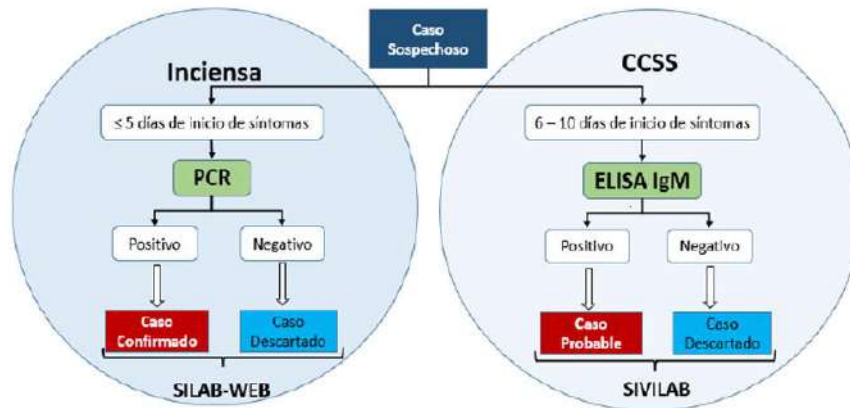 Caso
Sospechoso
Inciensa
CCSS
≤ 5 días de inicio de síntomas
6 – 10 días de inicio de síntomas
PCR
ELISA IgM
Positivo
Negativo
Positivo
Negativo
Caso
Confirmado
Caso
Descartado
Caso
Probable
Caso
Descartado
SILAB-WEB
SIVILAB